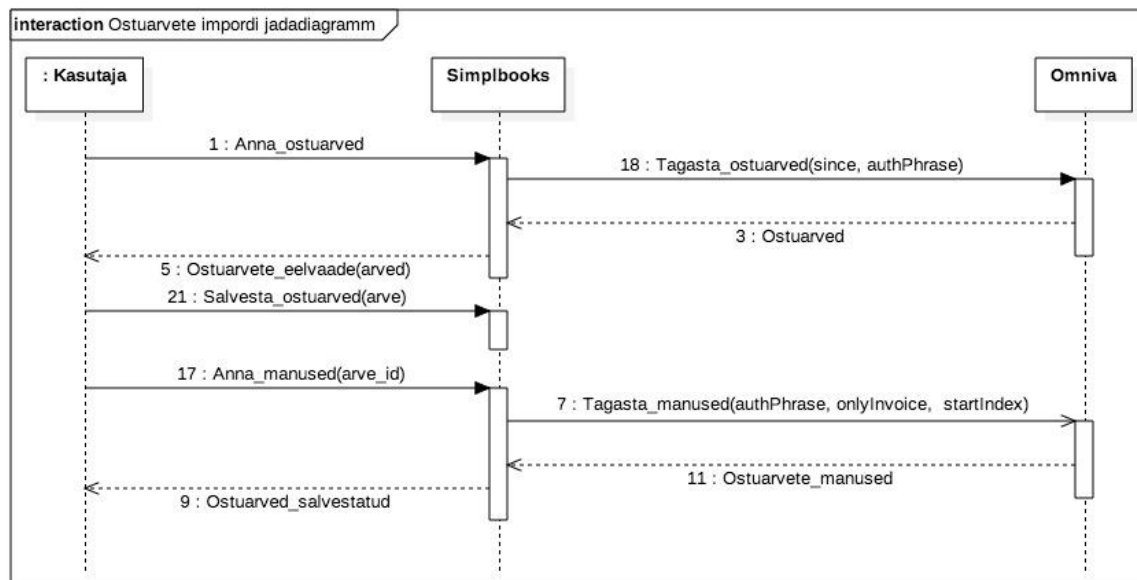 interaction Ostuarvete impordi jadadiagramm
: Kasutaja
Simplbooks
Omniva
1 : Anna_ostuarved
18 : Tagasta_ostuarved(since, authPhrase)
3 : Ostuarved
5 : Ostuarvete_eelvaade(arved)
21 : Salvesta_ostuarved(arve)
17 : Anna_manused(arve_id)
7 : Tagasta_manused(authPhrase, onlyInvoice, startIndex)
11 : Ostuarvete_manused
9 : Ostuarved_salvestatud